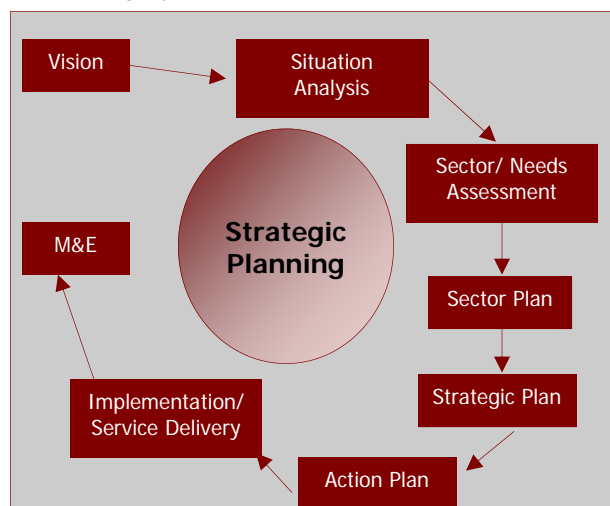 Vision
Situation
Analysis
Sector/ Needs
Assessment
Strategic
Planning
M&E
Sector Plan
Strategic Plan
Implementation/
Service Delivery
Action Plan